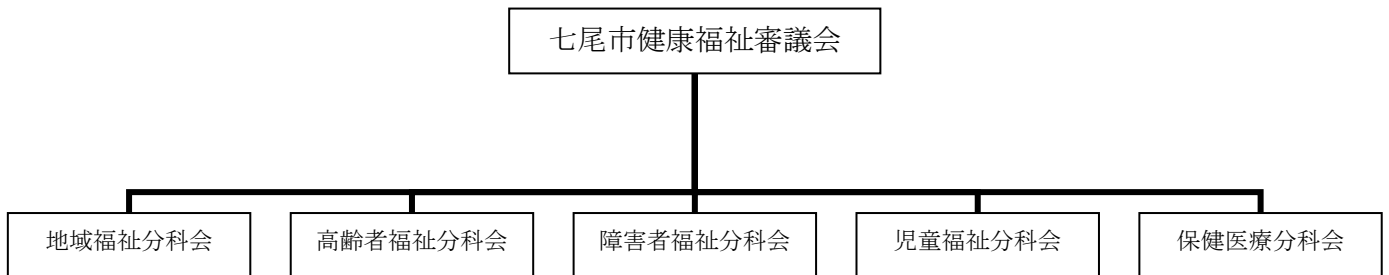 七尾市健康福祉審議会
地域福祉分科会
高齢者福祉分科会
障害者福祉分科会
児童福祉分科会
保健医療分科会